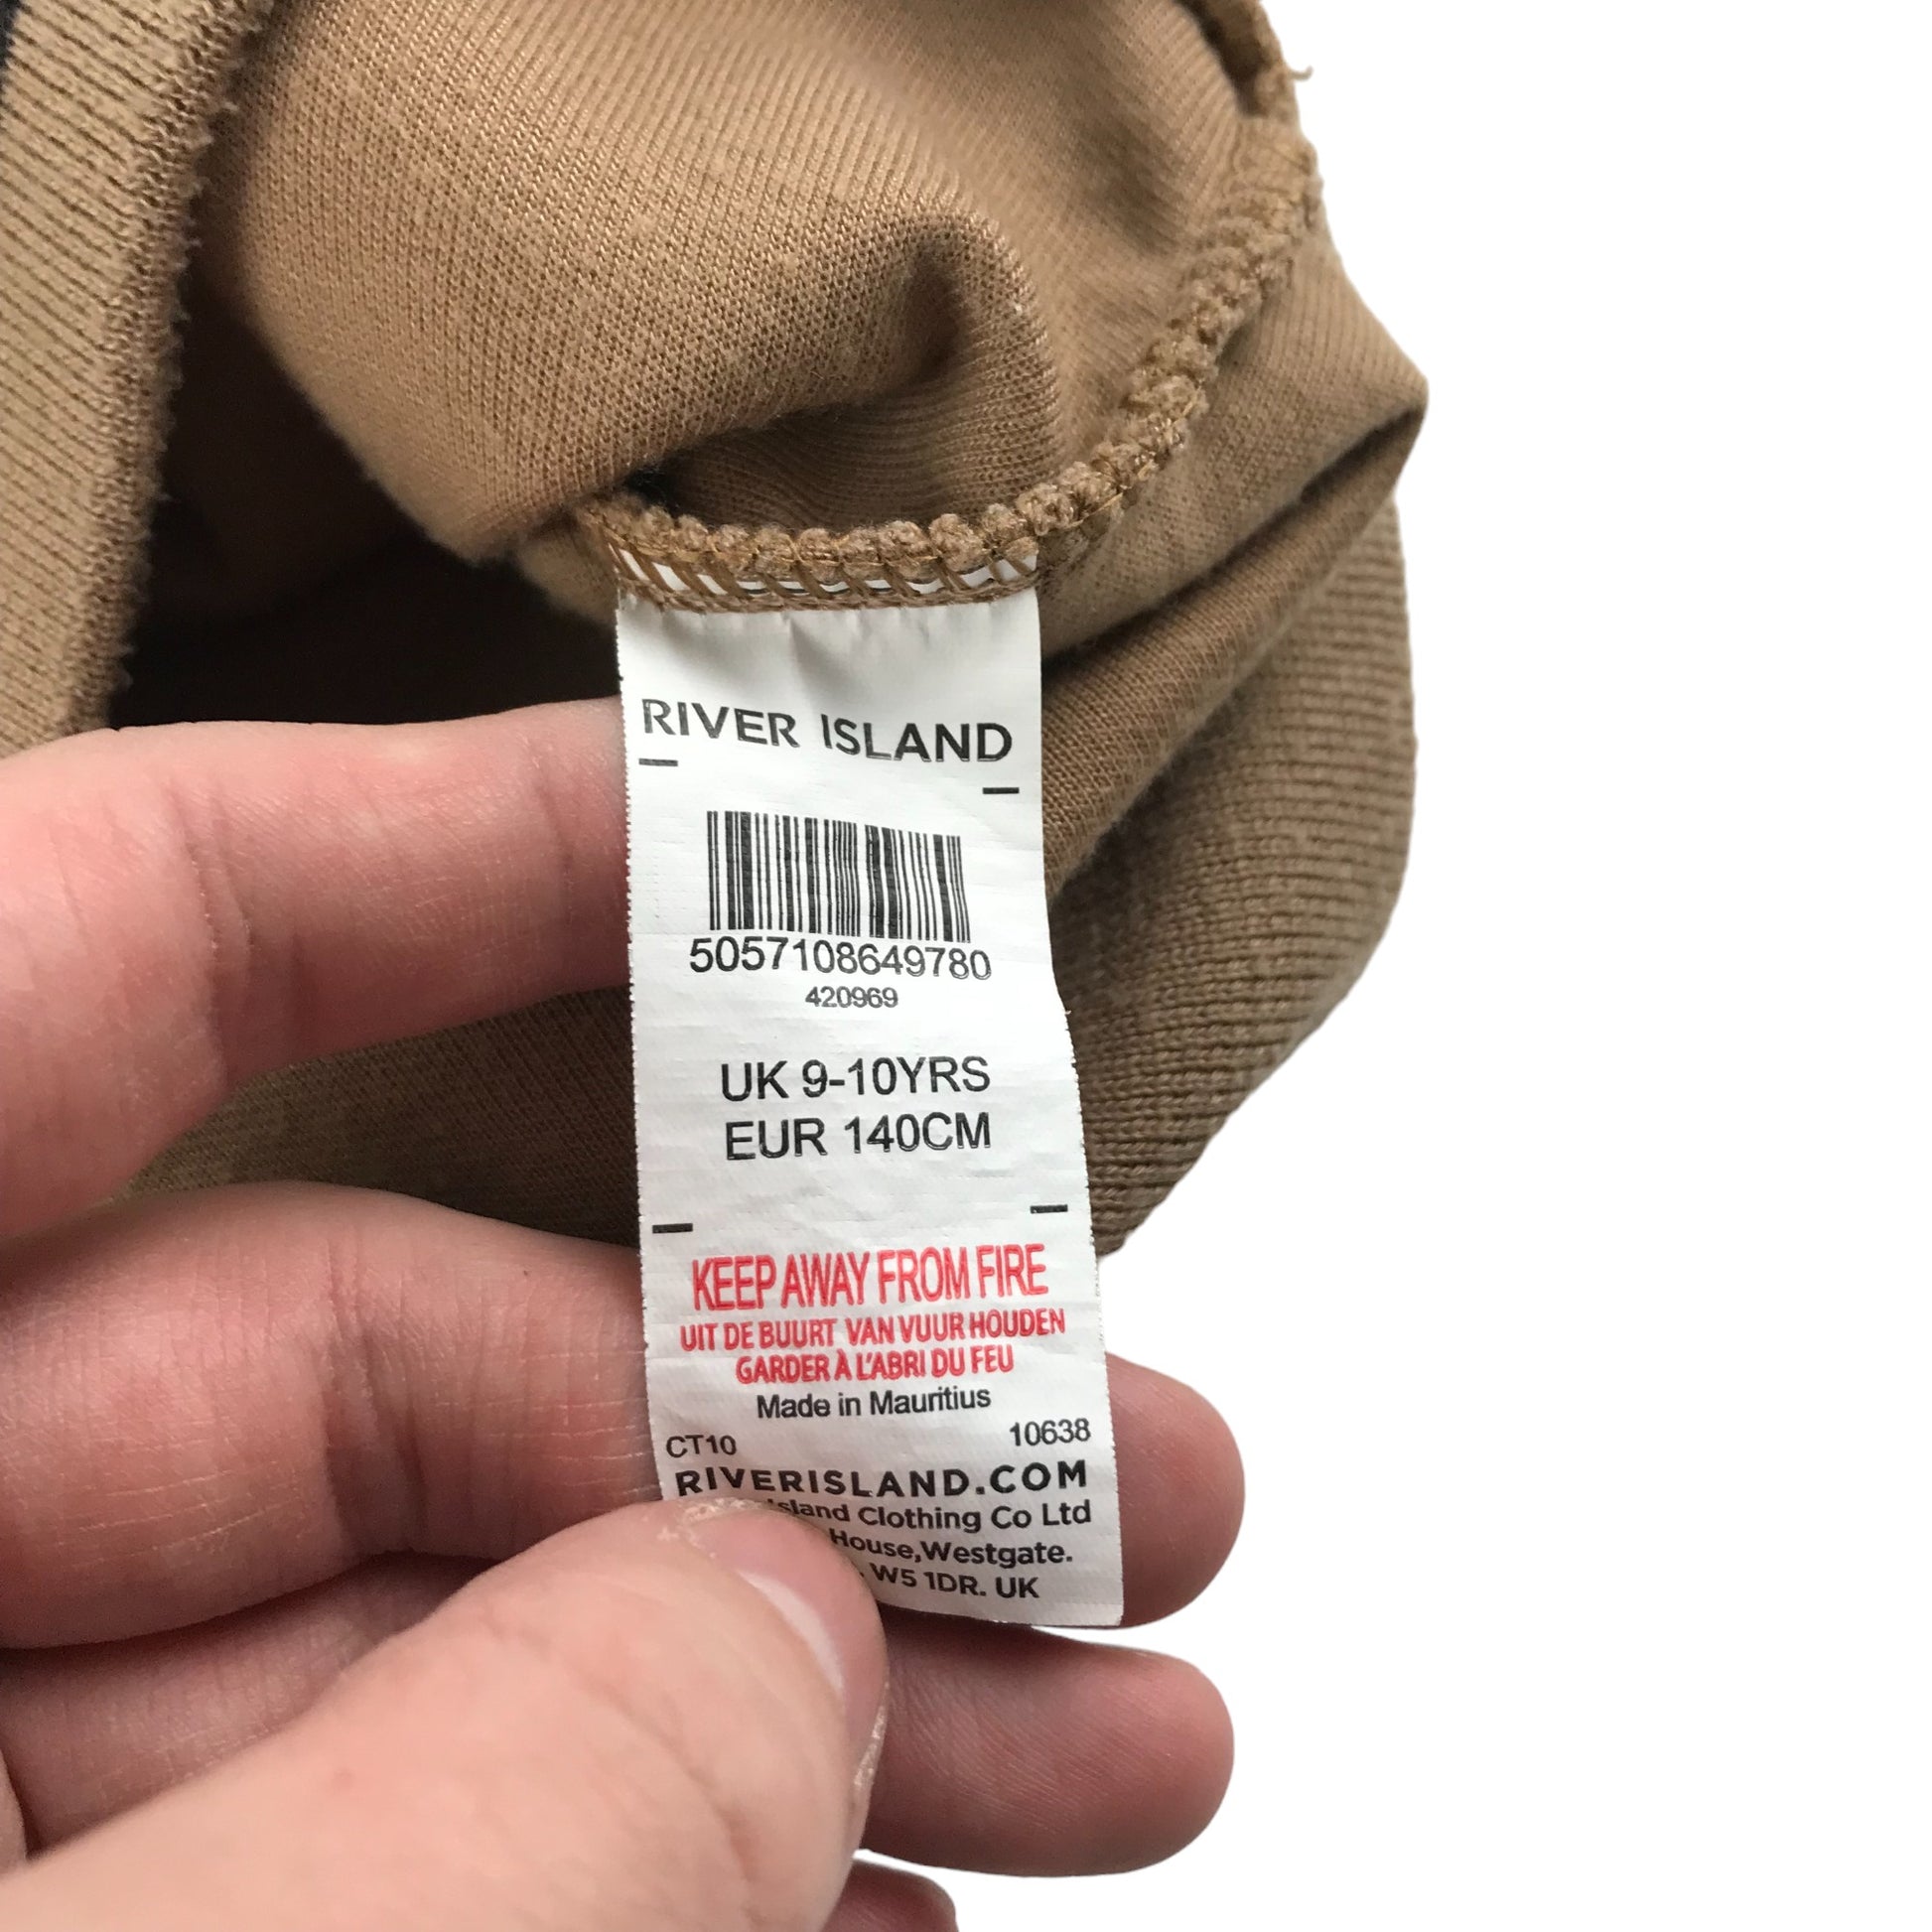 RIVER ISLAND
5057108649780
420969
UK 9-10YRS
EUR 140CM
KEEP AWAY FROM FIRE
UIT DE BUURT VAN VUUR HOUDEN
GARDER À L'ABRI DU FEU
Made in Mauritius
CT10 10638
RIVERISLAND.COM
Island Clothing Co Ltd
House,Westgate.
W5 1DR. UK